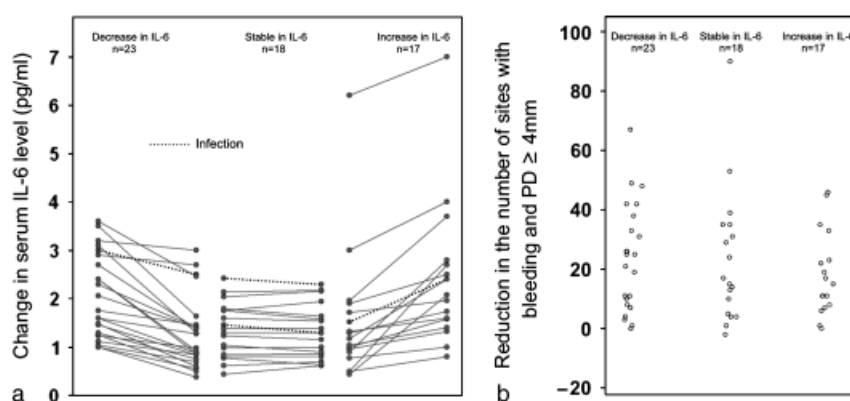 Decrease in IL-6
n=23
Stable in IL-6
n=18
Increase in IL-6
n=17
Infection
Change in serum IL-6 level (pg/ml)
7
6
5
4
3
2
1
0
a
Decrease in IL-6
n=23
Stable in IL-6
n=18
Increase in IL-6
n=17
Reduction in the number of sites with
bleeding and PD ≥ 4mm
100
80
60
40
20
0
−20
b